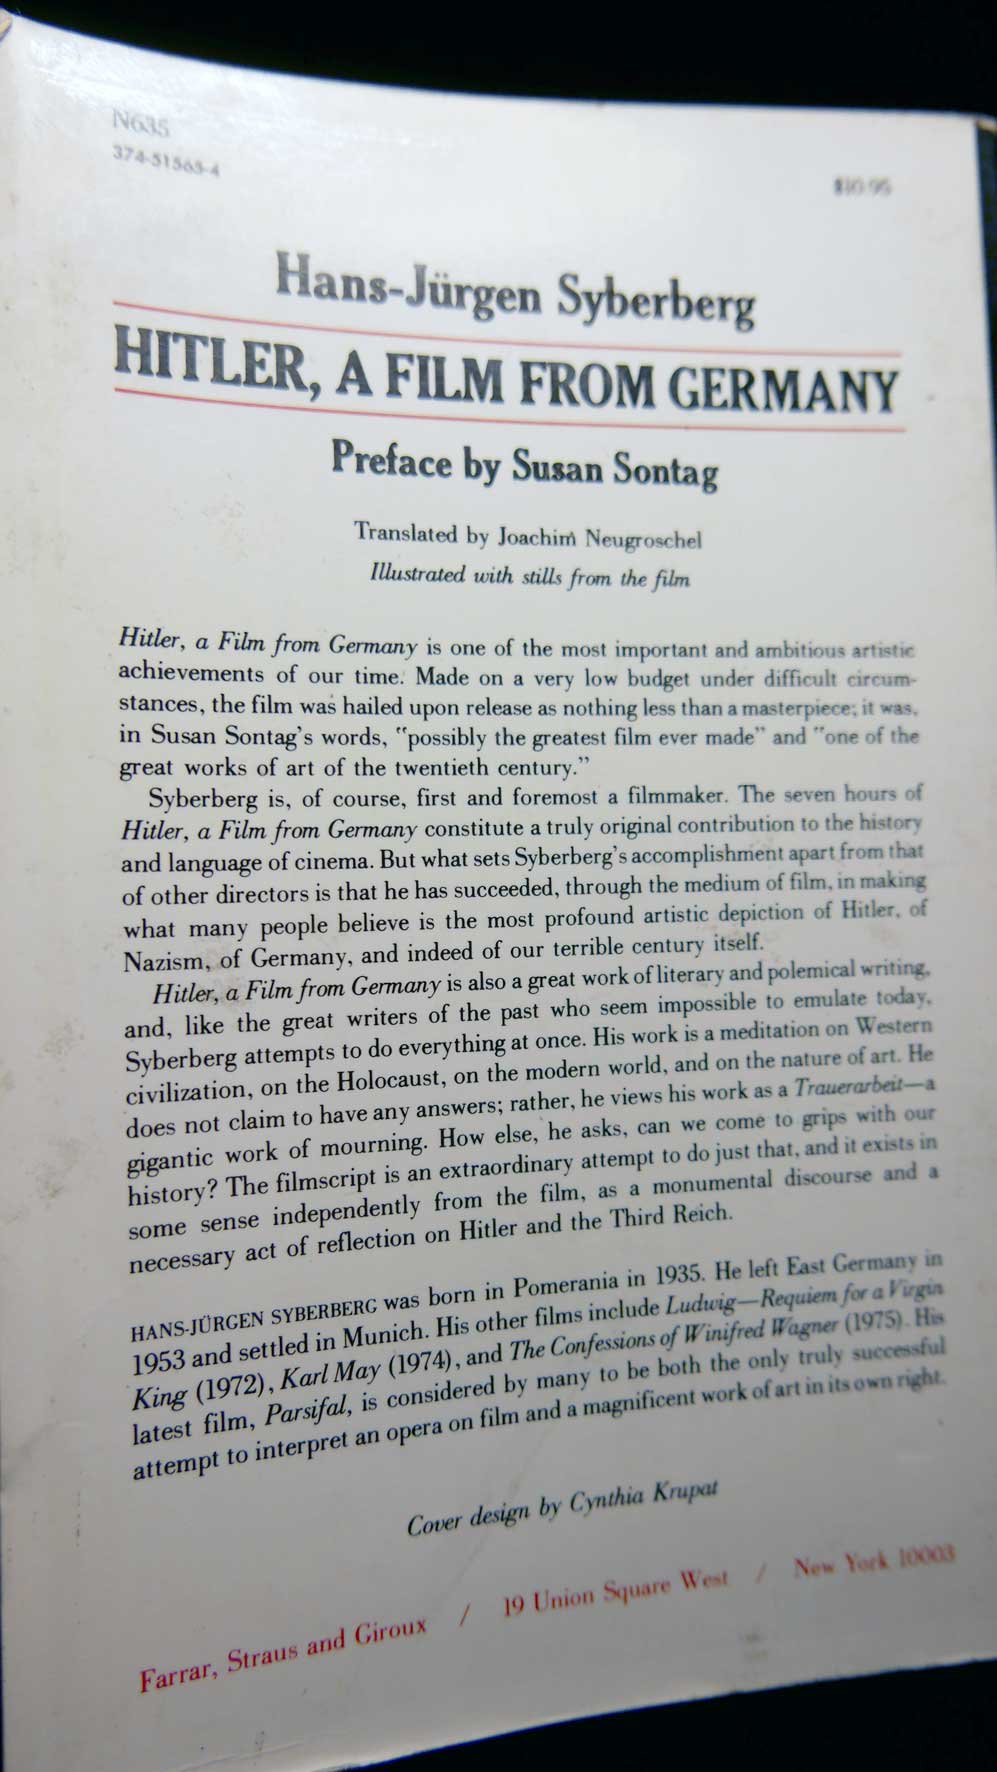 N635
374-51565-4
$10.95
Hans-Jürgen Syberberg
HITLER, A FILM FROM GERMANY
Preface by Susan Sontag
Translated by Joachim Neugroschel
Illustrated with stills from the film
Hitler, a Film from Germany is one of the most important and ambitious artistic
achievements of our time. Made on a very low budget under difficult circum-
stances, the film was hailed upon release as nothing less than a masterpiece; it was,
in Susan Sontag's words, "possibly the greatest film ever made" and "one of the
great works of art of the twentieth century."
Syberberg is, of course, first and foremost a filmmaker. The seven hours of
Hitler, a Film from Germany constitute a truly original contribution to the history
and language of cinema. But what sets Syberberg's accomplishment apart from that
of other directors is that he has succeeded, through the medium of film, in making
what many people believe is the most profound artistic depiction of Hitler, of
Nazism, of Germany, and indeed of our terrible century itself.
Hitler, a Film from Germany is also a great work of literary and polemical writing,
and, like the great writers of the past who seem impossible to emulate today,
Syberberg attempts to do everything at once. His work is a meditation on Western
civilization, on the Holocaust, on the modern world, and on the nature of art. He
does not claim to have any answers; rather, he views his work as a Trauerarbeit—a
gigantic work of mourning. How else, he asks, can we come to grips with our
history? The filmscript is an extraordinary attempt to do just that, and it exists in
some sense independently from the film, as a monumental discourse and a
necessary act of reflection on Hitler and the Third Reich.
HANS-JÜRGEN SYBERBERG was born in Pomerania in 1935. He left East Germany in
1953 and settled in Munich. His other films include Ludwig—Requiem for a Virgin
King (1972), Karl May (1974), and The Confessions of Winifred Wagner (1975). His
latest film, Parsifal, is considered by many to be both the only truly successful
attempt to interpret an opera on film and a magnificent work of art in its own right.
Cover design by Cynthia Krupat
Farrar, Straus and Giroux / 19 Union Square West / New York 10003